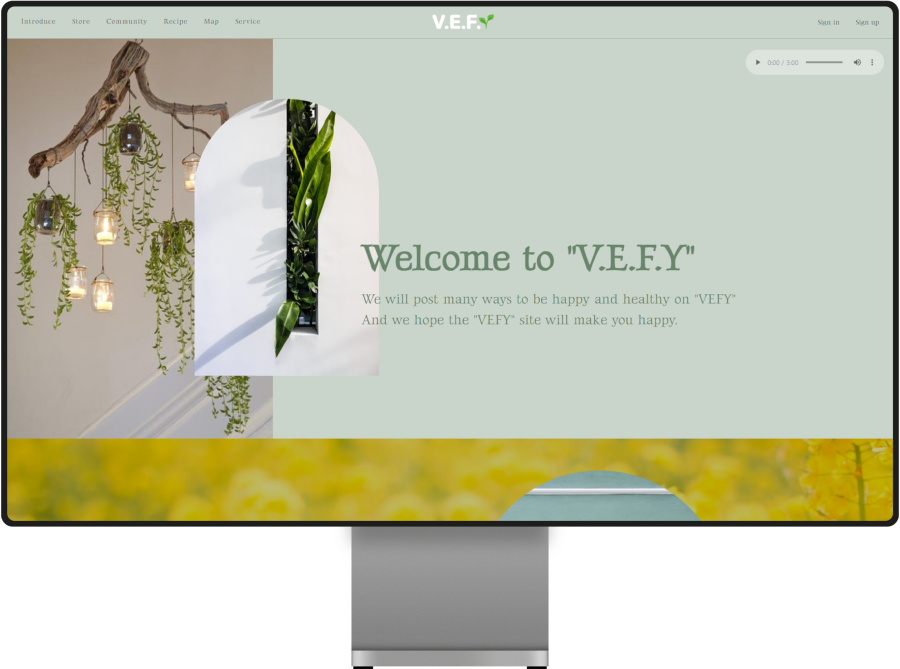 Introduce Store Community Recipe Map Service
V.E.F.
Sign in Sign up
0:00 / 3:00
Welcome to "V.E.F.Y"
We will post many ways to be happy and healthy on "VEFY"
And we hope the "VEFY" site will make you happy.